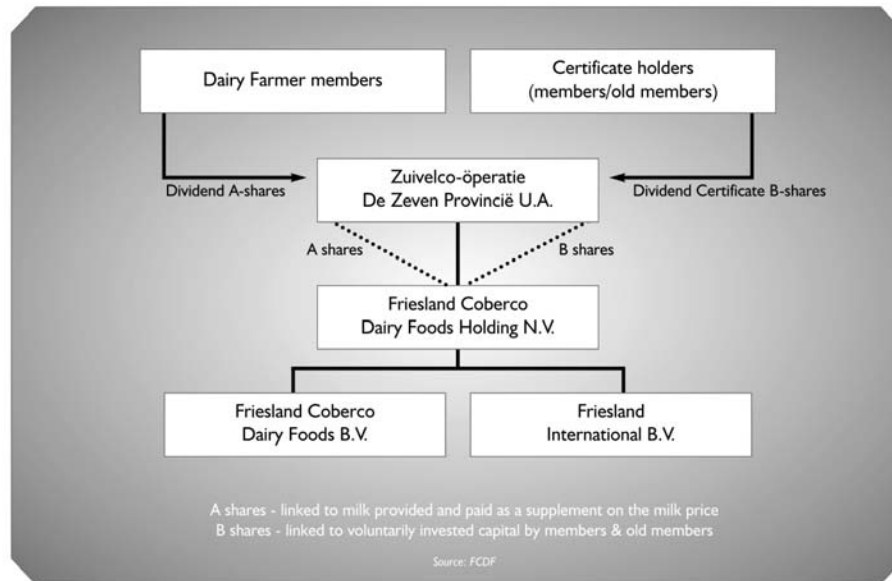 Dairy Farmer members
Certificate holders
(members/old members)
Dividend A-shares
Zuivelco-öperatie
De Zeven Provincië U.A.
Dividend Certificate B-shares
A shares
B shares
Friesland Coberco
Dairy Foods Holding N.V.
Friesland Coberco
Dairy Foods B.V.
Friesland
International B.V.
A shares - linked to milk provided and paid as a supplement on the milk price
B shares - linked to voluntarily invested capital by members & old members
Source: FCDF